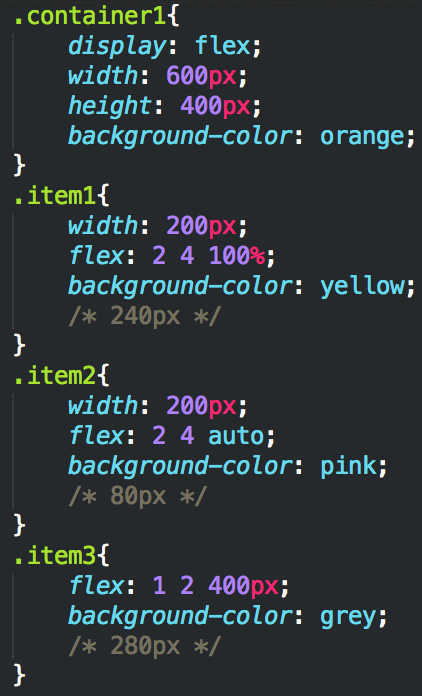 .container1{
    display: flex;
    width: 600px;
    height: 400px;
    background-color: orange;
}
.item1{
    width: 200px;
    flex: 2 4 100%;
    background-color: yellow;
    /* 240px */
}
.item2{
    width: 200px;
    flex: 2 4 auto;
    background-color: pink;
    /* 80px */
}
.item3{
    flex: 1 2 400px;
    background-color: grey;
    /* 280px */
}